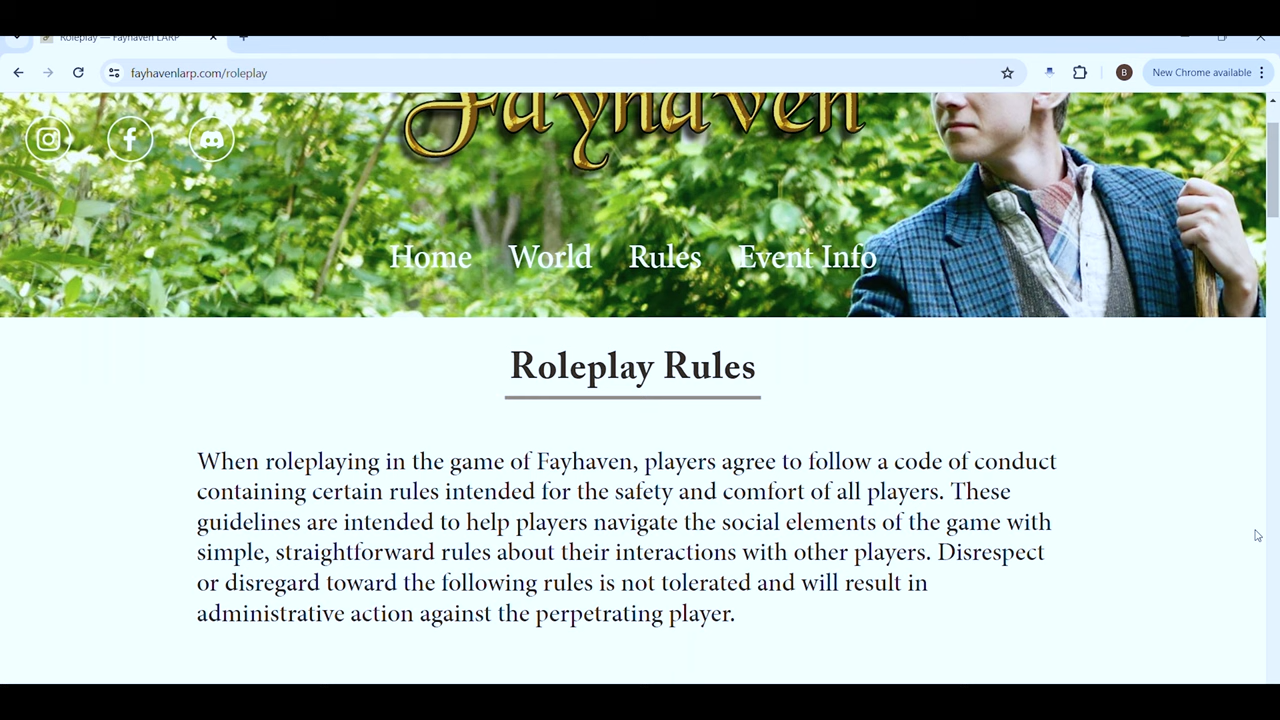 Roleplay — Fayhaven LARP
fayhavenlarp.com/roleplay
B
New Chrome available
Fayhaven
Home World Rules Event Info
Roleplay Rules
When roleplaying in the game of Fayhaven, players agree to follow a code of conduct
containing certain rules intended for the safety and comfort of all players. These
guidelines are intended to help players navigate the social elements of the game with
simple, straightforward rules about their interactions with other players. Disrespect
or disregard toward the following rules is not tolerated and will result in
administrative action against the perpetrating player.